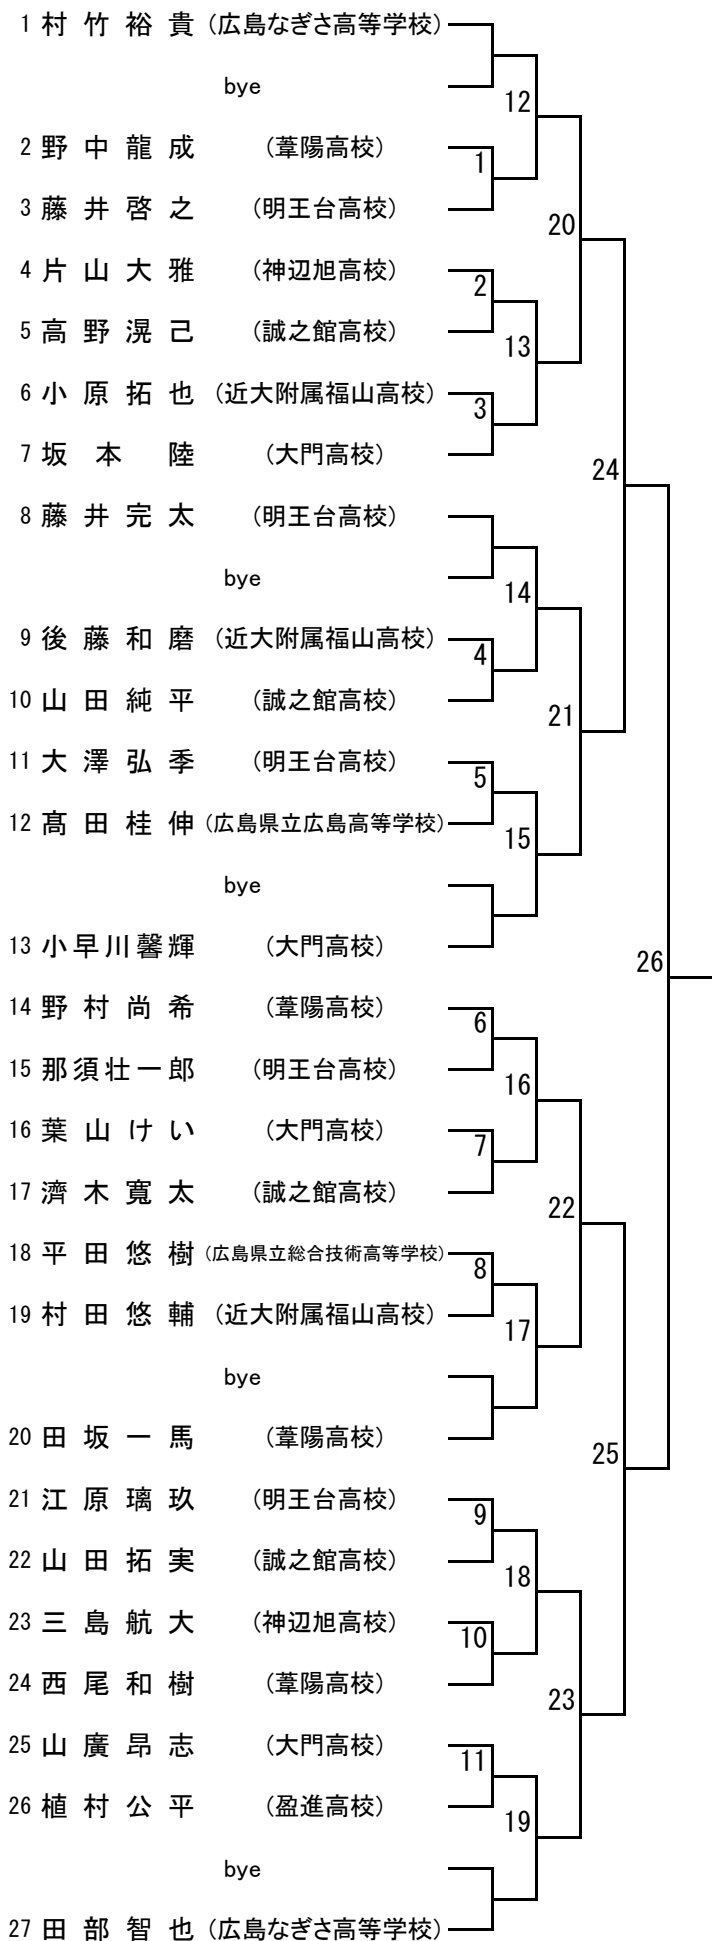 1 村竹裕貴 (広島なぎさ高等学校)
bye
12
2 野中龍成 (葦陽高校)
1
3 藤井啓之 (明王台高校)
20
4 片山大雅 (神辺旭高校)
2
5 高野滉己 (誠之館高校)
13
6 小原拓也 (近大附属福山高校)
3
7 坂本陸 (大門高校)
24
8 藤井完太 (明王台高校)
bye
14
9 後藤和磨 (近大附属福山高校)
4
10 山田純平 (誠之館高校)
21
11 大澤弘季 (明王台高校)
5
12 髙田桂伸 (広島県立広島高等学校)
15
bye
13 小早川馨輝 (大門高校)
26
14 野村尚希 (葦陽高校)
6
15 那須壮一郎 (明王台高校)
16
16 葉山けい (大門高校)
7
17 濟木寬太 (誠之館高校)
22
18 平田悠樹 (広島県立総合技術高等学校)
8
19 村田悠輔 (近大附属福山高校)
17
bye
20 田坂一馬 (葦陽高校)
25
21 江原璃玖 (明王台高校)
9
22 山田拓実 (誠之館高校)
18
23 三島航大 (神辺旭高校)
10
24 西尾和樹 (葦陽高校)
23
25 山廣昂志 (大門高校)
11
26 植村公平 (盈進高校)
19
bye
27 田部智也 (広島なぎさ高等学校)